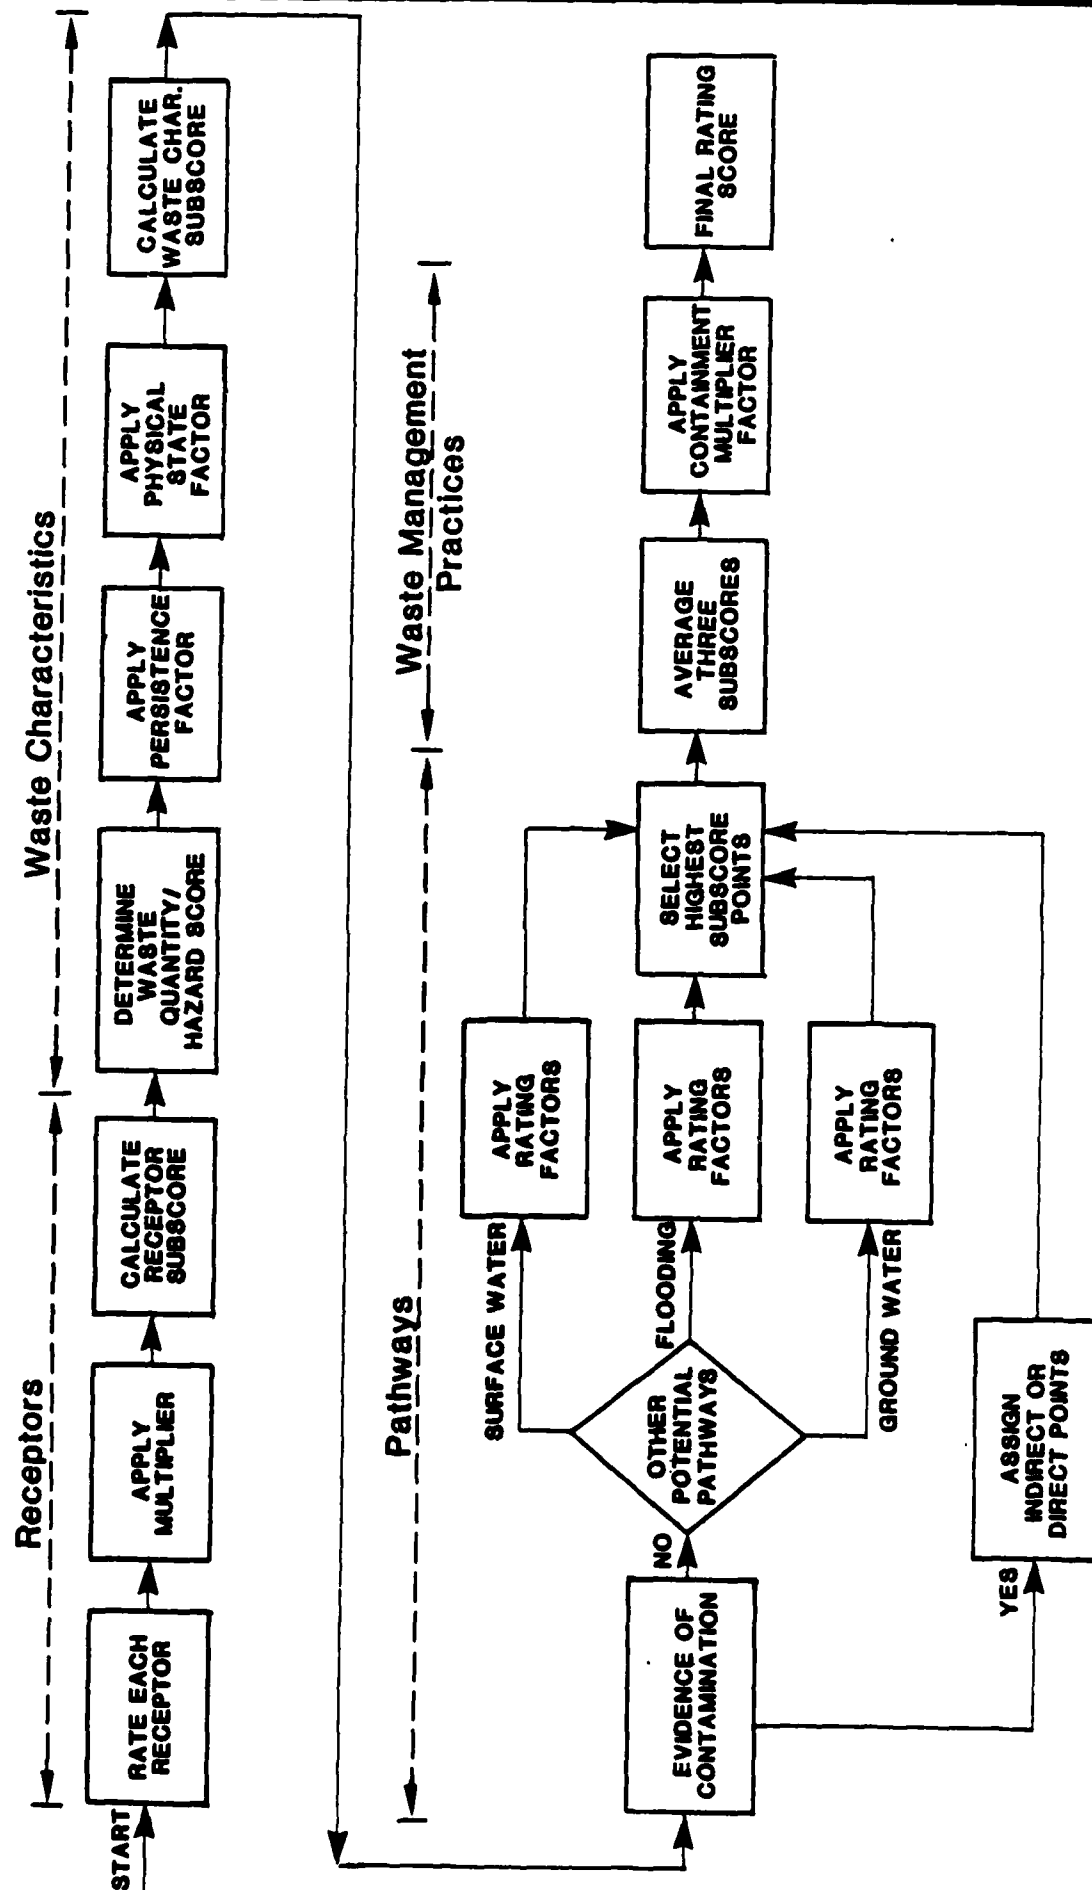 Receptors
Waste Characteristics
START
RATE EACH
RECEPTOR
APPLY
MULTIPLIER
CALCULATE
RECEPTOR
SUBSCORE
DETERMINE
WASTE
QUANTITY/
HAZARD SCORE
APPLY
PERSISTENCE
FACTOR
APPLY
PHYSICAL
STATE
FACTOR
CALCULATE
WASTE CHAR.
SUBSCORE
Pathways
Waste Management
Practices
EVIDENCE OF
CONTAMINATION
NO
OTHER
POTENTIAL
PATHWAYS
SURFACE WATER
APPLY
RATING
FACTORS
FLOODING
APPLY
RATING
FACTORS
GROUND WATER
APPLY
RATING
FACTORS
YES
ASSIGN
INDIRECT OR
DIRECT POINTS
SELECT
HIGHEST
SUBSCORE
POINTS
AVERAGE
THREE
SUBSCORES
APPLY
CONTAINMENT
MULTIPLIER
FACTOR
FINAL RATING
SCORE